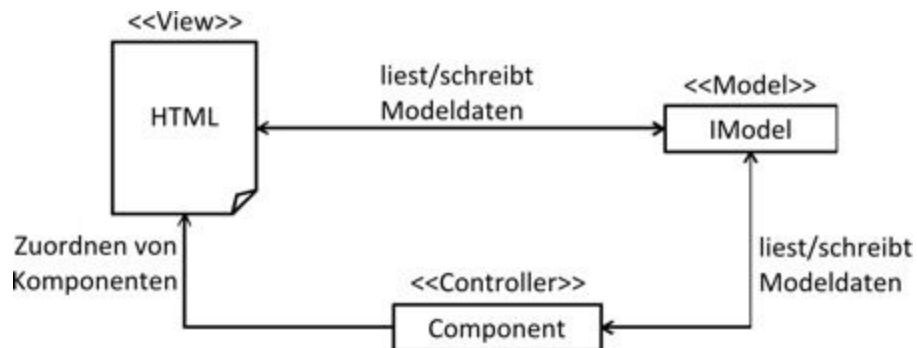 <<View>>
HTML
liest/schreibt
Modeldaten
<<Model>>
IModel
Zuordnen von
Komponenten
<<Controller>>
Component
liest/schreibt
Modeldaten